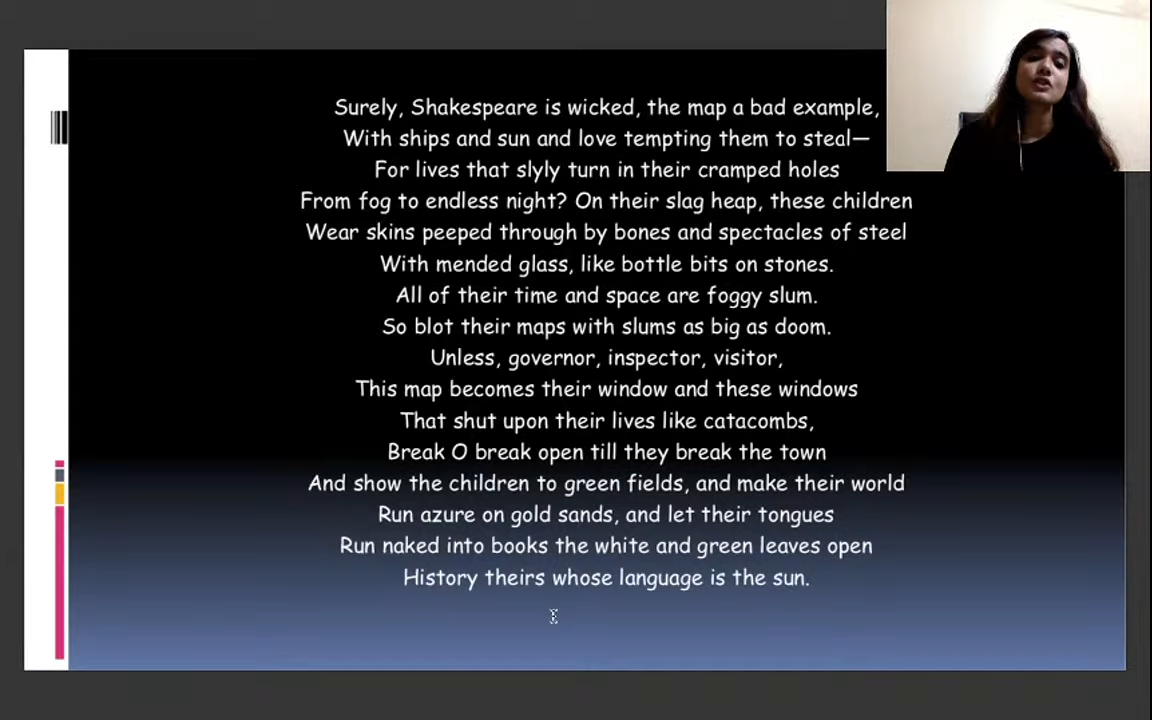 Surely, Shakespeare is wicked, the map a bad example,
With ships and sun and love tempting them to steal—
For lives that slyly turn in their cramped holes
From fog to endless night? On their slag heap, these children
Wear skins peeped through by bones and spectacles of steel
With mended glass, like bottle bits on stones.
All of their time and space are foggy slum.
So blot their maps with slums as big as doom.
Unless, governor, inspector, visitor,
This map becomes their window and these windows
That shut upon their lives like catacombs,
Break O break open till they break the town
And show the children to green fields, and make their world
Run azure on gold sands, and let their tongues
Run naked into books the white and green leaves open
History theirs whose language is the sun.